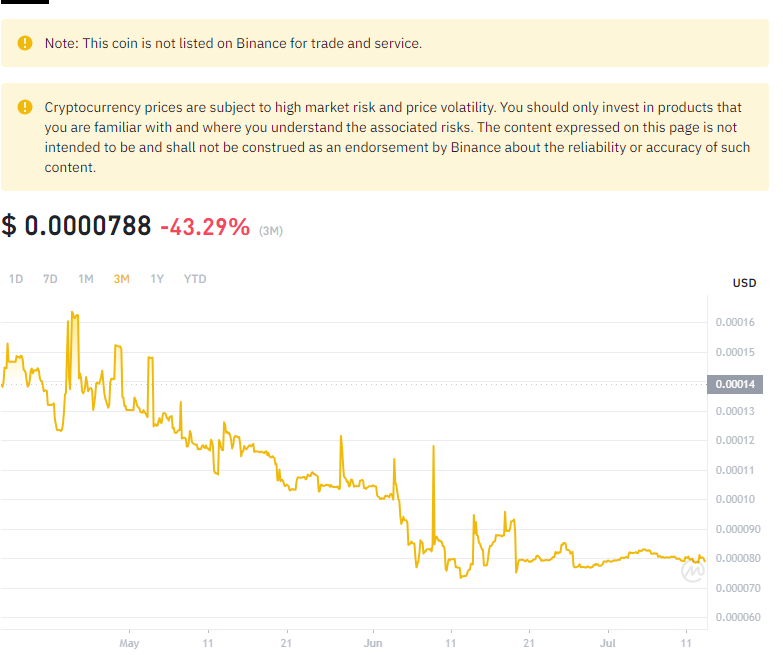 Note: This coin is not listed on Binance for trade and service.
Cryptocurrency prices are subject to high market risk and price volatility. You should only invest in products that
you are familiar with and where you understand the associated risks. The content expressed on this page is not
intended to be and shall not be construed as an endorsement by Binance about the reliability or accuracy of such
content.
$ 0.0000788 -43.29% (3M)
1D 7D 1M 3M 1Y YTD
USD
0.00016
0.00015
0.00014
0.00013
0.00012
0.00011
0.00010
0.000090
0.000080
0.000070
0.000060
May 11 21 Jun 11 21 Jul 11